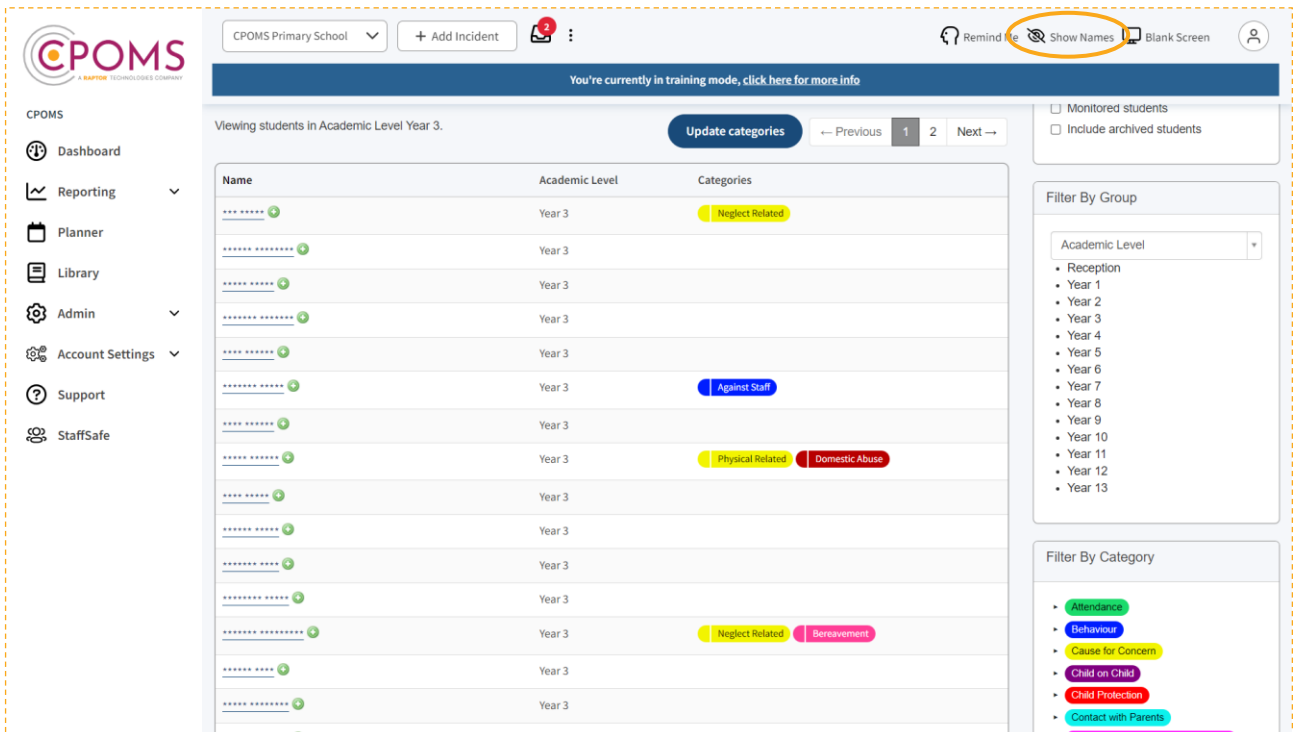 CPOMS
A RAPTOR TECHNOLOGIES COMPANY
CPOMS
Dashboard
Reporting
Planner
Library
Admin
Account Settings
Support
StaffSafe
CPOMS Primary School
+ Add Incident
2
Remind Me
Show Names
Blank Screen
You're currently in training mode, click here for more info
Viewing students in Academic Level Year 3.
Update categories
← Previous 1 2 Next →
Name Academic Level Categories
*** ***** Year 3 Neglect Related
****** ******** Year 3
***** ***** Year 3
******* ******* Year 3
**** ****** Year 3
******* ***** Year 3 Against Staff
**** ****** Year 3
***** ****** Year 3 Physical Related Domestic Abuse
**** ***** Year 3
****** ***** Year 3
******* **** Year 3
******** ***** Year 3
******* ********* Year 3 Neglect Related Bereavement
****** **** Year 3
***** ******** Year 3
Monitored students
Include archived students
Filter By Group
Academic Level
Reception
Year 1
Year 2
Year 3
Year 4
Year 5
Year 6
Year 7
Year 8
Year 9
Year 10
Year 11
Year 12
Year 13
Filter By Category
Attendance
Behaviour
Cause for Concern
Child on Child
Child Protection
Contact with Parents